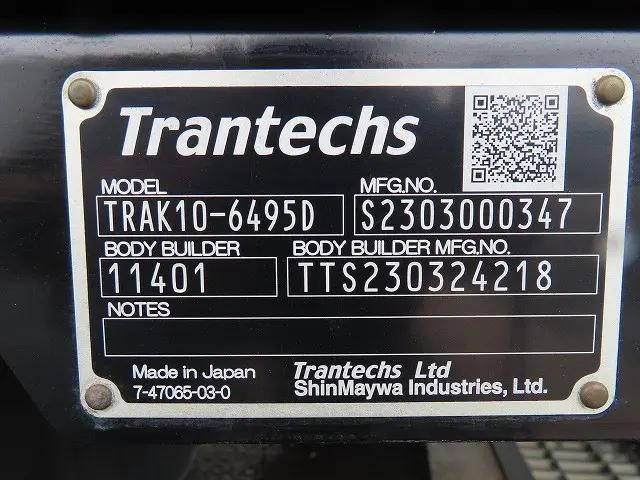 Trantechs
MODEL MFG.NO.
TRAK10-6495D S2303000347
BODY BUILDER BODY BUILDER MFG.NO.
11401 TTS230324218
NOTES
Made in Japan Trantechs Ltd
7-47065-03-0 ShinMaywa Industries, Ltd.